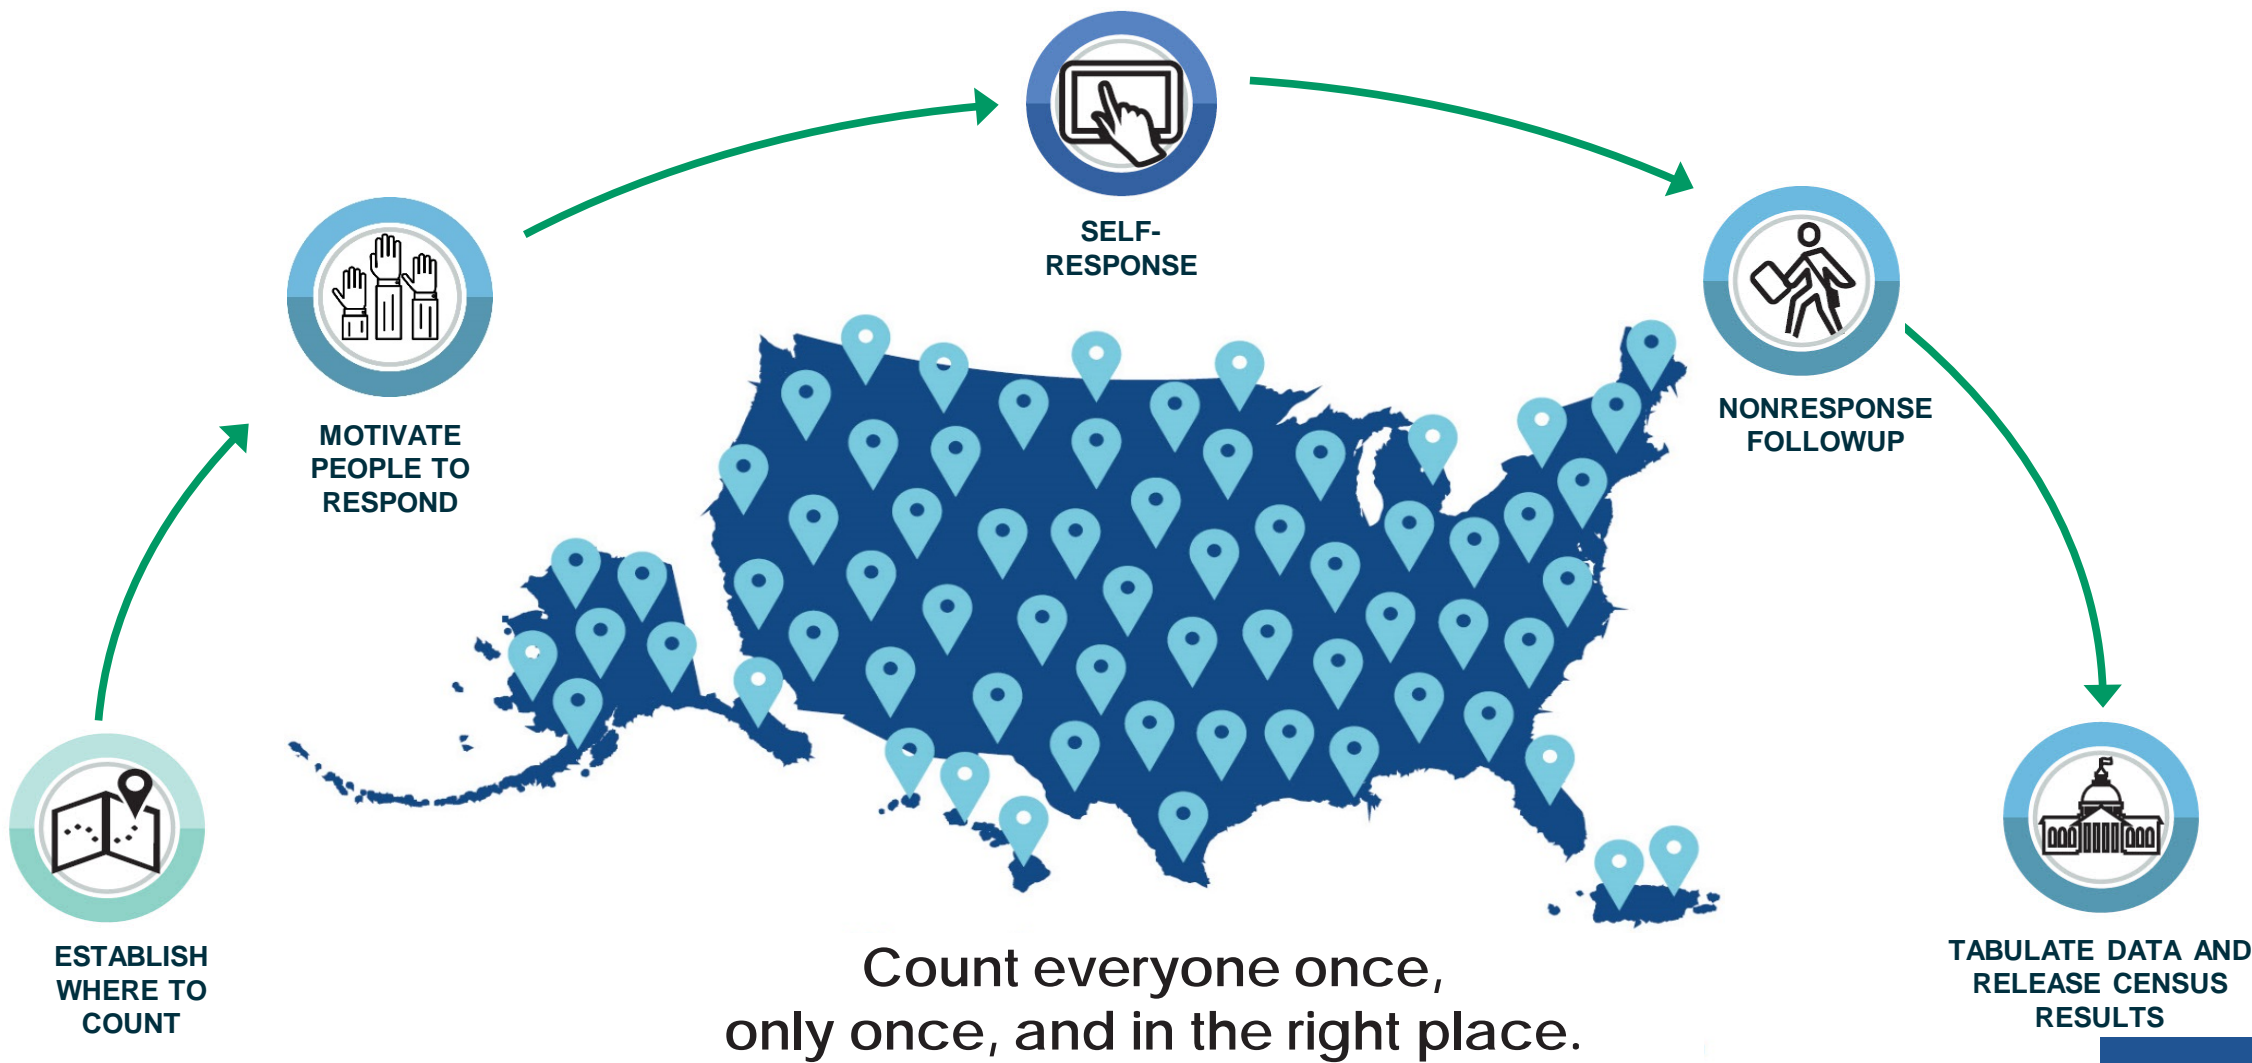 ESTABLISH
WHERE TO
COUNT
MOTIVATE
PEOPLE TO
RESPOND
SELF-
RESPONSE
NONRESPONSE
FOLLOWUP
TABULATE DATA AND
RELEASE CENSUS
RESULTS
Count everyone once,
only once, and in the right place.